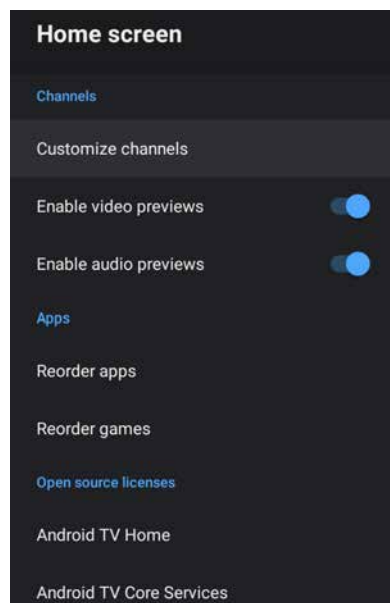 Home screen
Channels
Customize channels
Enable video previews
Enable audio previews
Apps
Reorder apps
Reorder games
Open source licenses
Android TV Home
Android TV Core Services